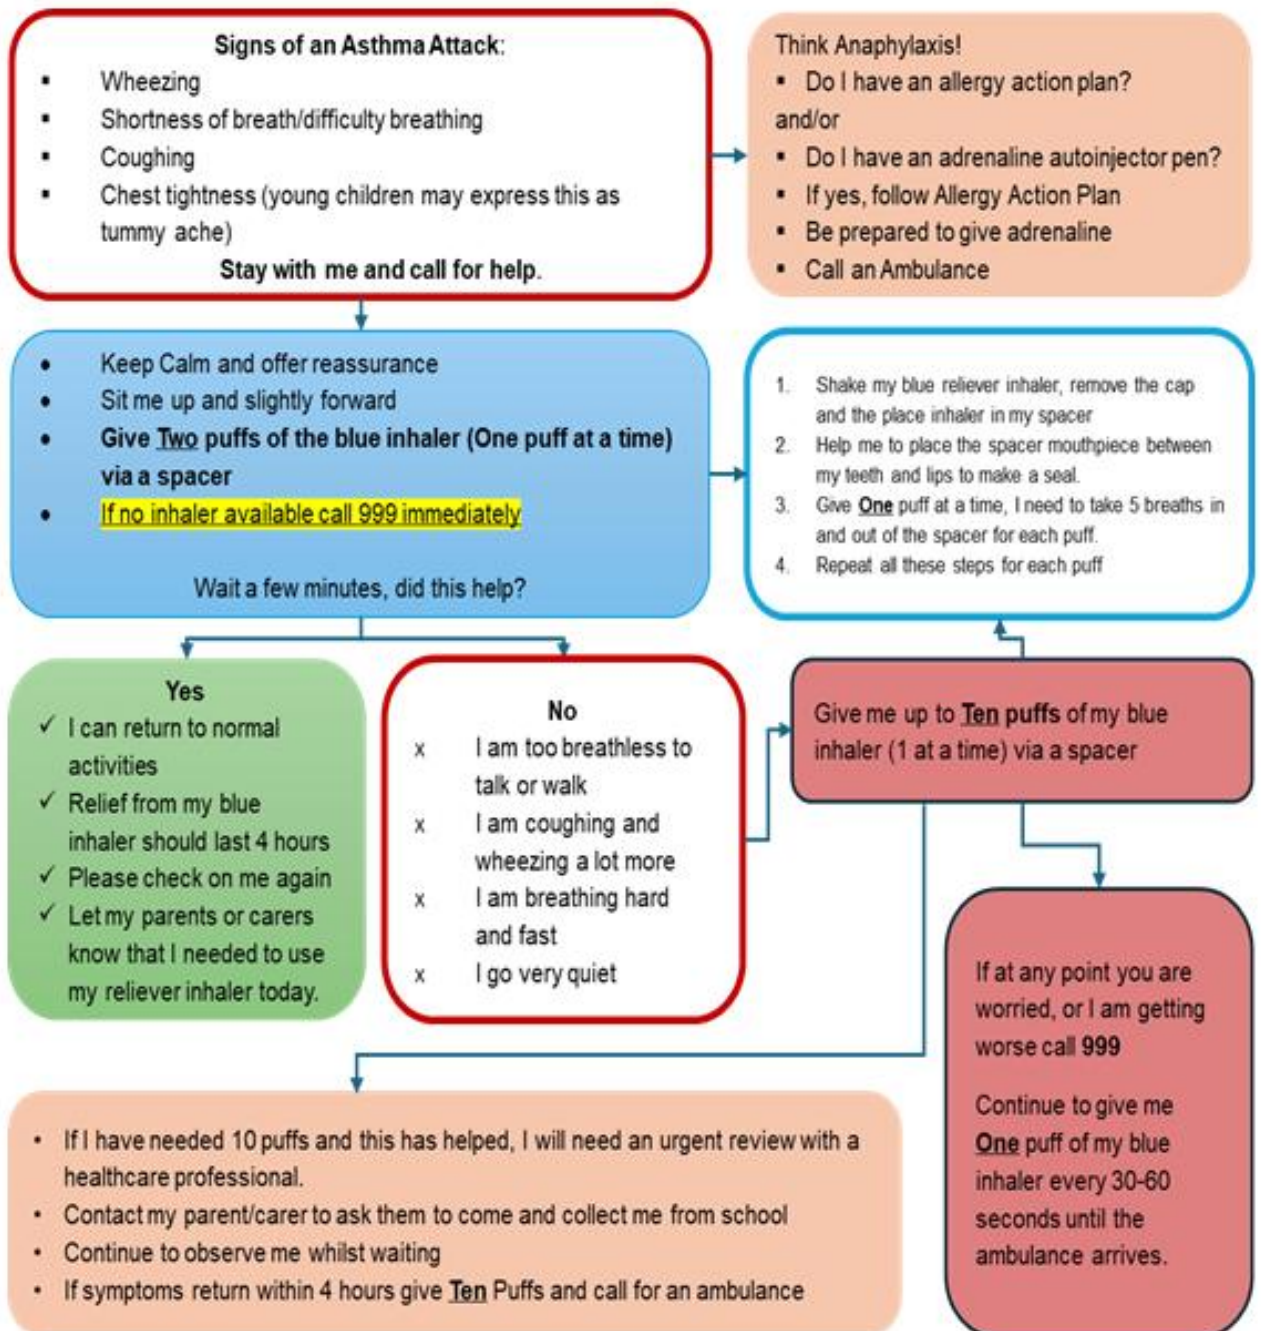 Signs of an Asthma Attack:
▪ Wheezing
▪ Shortness of breath/difficulty breathing
▪ Coughing
▪ Chest tightness (young children may express this as
tummy ache)
Stay with me and call for help.
Think Anaphylaxis!
▪ Do I have an allergy action plan?
and/or
▪ Do I have an adrenaline autoinjector pen?
▪ If yes, follow Allergy Action Plan
▪ Be prepared to give adrenaline
▪ Call an Ambulance
• Keep Calm and offer reassurance
• Sit me up and slightly forward
• Give Two puffs of the blue inhaler (One puff at a time)
via a spacer
• If no inhaler available call 999 immediately
Wait a few minutes, did this help?
1. Shake my blue reliever inhaler, remove the cap
and the place inhaler in my spacer
2. Help me to place the spacer mouthpiece between
my teeth and lips to make a seal.
3. Give One puff at a time, I need to take 5 breaths in
and out of the spacer for each puff.
4. Repeat all these steps for each puff
Yes
✓ I can return to normal
activities
✓ Relief from my blue
inhaler should last 4 hours
✓ Please check on me again
✓ Let my parents or carers
know that I needed to use
my reliever inhaler today.
No
x I am too breathless to
talk or walk
x I am coughing and
wheezing a lot more
x I am breathing hard
and fast
x I go very quiet
Give me up to Ten puffs of my blue
inhaler (1 at a time) via a spacer
If at any point you are
worried, or I am getting
worse call 999
Continue to give me
One puff of my blue
inhaler every 30-60
seconds until the
ambulance arrives.
• If I have needed 10 puffs and this has helped, I will need an urgent review with a
healthcare professional.
• Contact my parent/carer to ask them to come and collect me from school
• Continue to observe me whilst waiting
• If symptoms return within 4 hours give Ten Puffs and call for an ambulance